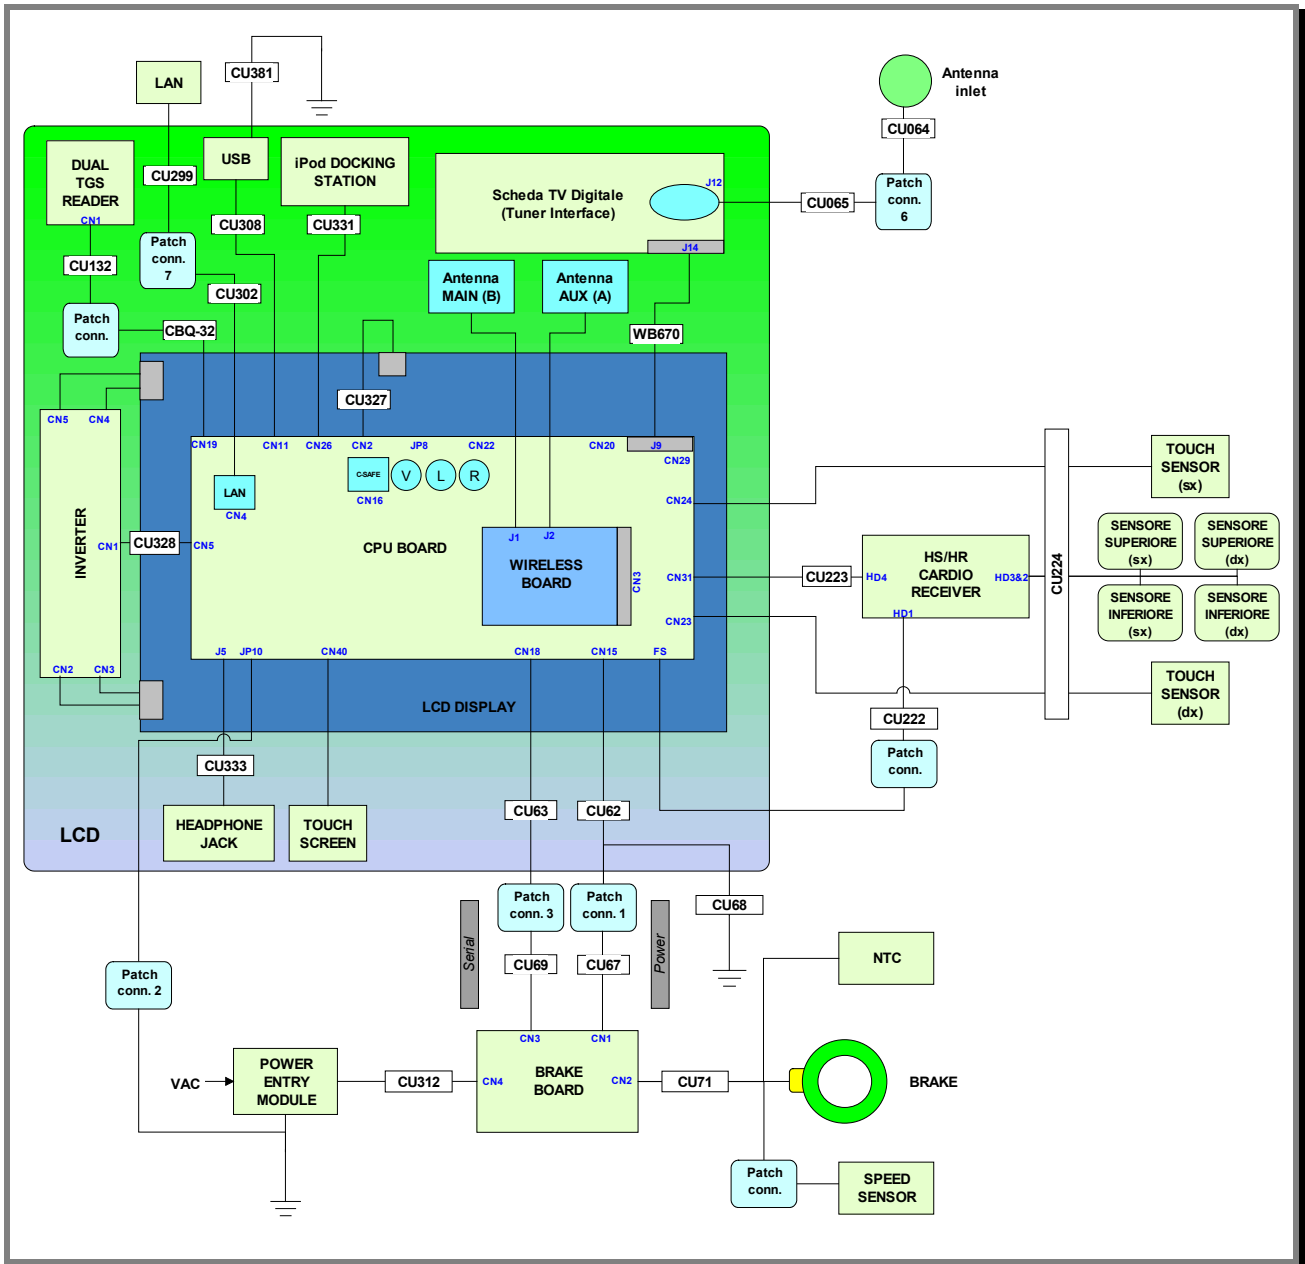 CU381
LAN
Antenna
inlet
CU064
DUAL
TGS
READER
CN1
CU299
USB
iPod DOCKING
STATION
Scheda TV Digitale
(Tuner Interface)
J12
CU065
Patch
conn.
6
CU308
CU331
J14
Patch
conn.
7
CU132
CU302
Antenna
MAIN (B)
Antenna
AUX (A)
Patch
conn.
CBQ-32
WB670
CU327
CN5
CN4
CN19
CN11
CN26
CN2
JP8
CN22
CN20
J9
CN29
C-SAFE
V
L
R
CN16
LAN
CN4
CN24
TOUCH
SENSOR
(sx)
INVERTER
CN1
CU328
CN5
CPU BOARD
J1
J2
WIRELESS
BOARD
CN3
CN31
CU223
HD4
HS/HR
CARDIO
RECEIVER
HD3&2
HD1
CU224
SENSORE
SUPERIORE
(sx)
SENSORE
SUPERIORE
(dx)
SENSORE
INFERIORE
(sx)
SENSORE
INFERIORE
(dx)
CN23
CN2
CN3
J5
JP10
CN40
CN18
CN15
FS
TOUCH
SENSOR
(dx)
LCD DISPLAY
CU222
Patch
conn.
CU333
HEADPHONE
JACK
TOUCH
SCREEN
CU63
CU62
LCD
Patch
conn. 3
Patch
conn. 1
CU68
Serial
Power
CU69
CU67
NTC
Patch
conn. 2
CN3
CN1
VAC
POWER
ENTRY
MODULE
CU312
CN4
BRAKE
BOARD
CN2
CU71
BRAKE
Patch
conn.
SPEED
SENSOR